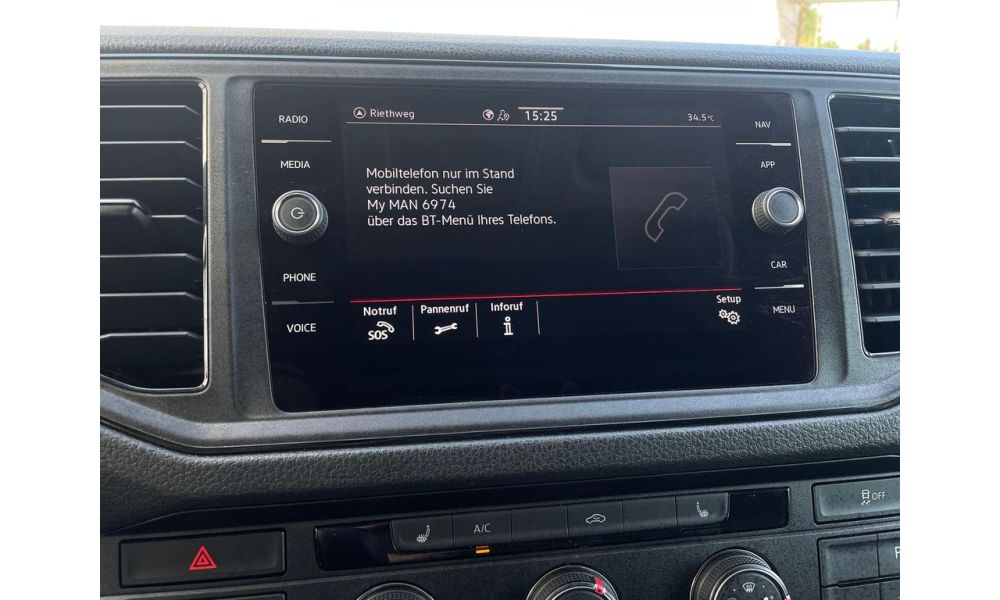 RADIO
MEDIA
PHONE
VOICE
Riethweg
15:25
34.5°C
Mobiltelefon nur im Stand
verbinden. Suchen Sie
My MAN 6974
über das BT-Menü Ihres Telefons.
Notruf
SOS
Pannenruf
Inforuf
Setup
NAV
APP
CAR
MENU
A/C
OFF